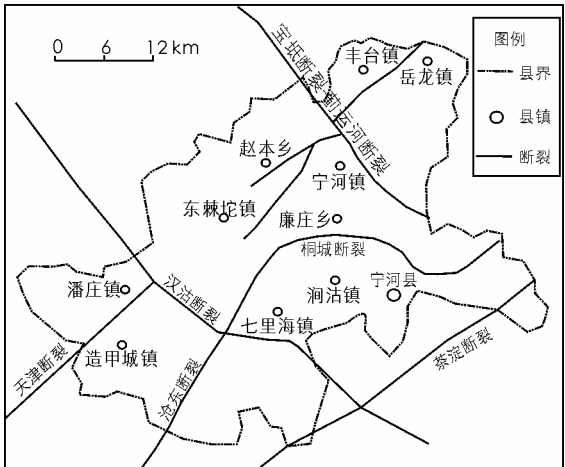 0 6 12km
图例
县界
县镇
断裂
宝坻断裂
蓟运河断裂
丰台镇
岳龙镇
赵本乡
宁河镇
东棘坨镇
廉庄乡
桐城断裂
潘庄镇
汉沽断裂
涧沽镇
宁河县
七里海镇
造甲城镇
天津断裂
沧东断裂
茶淀断裂